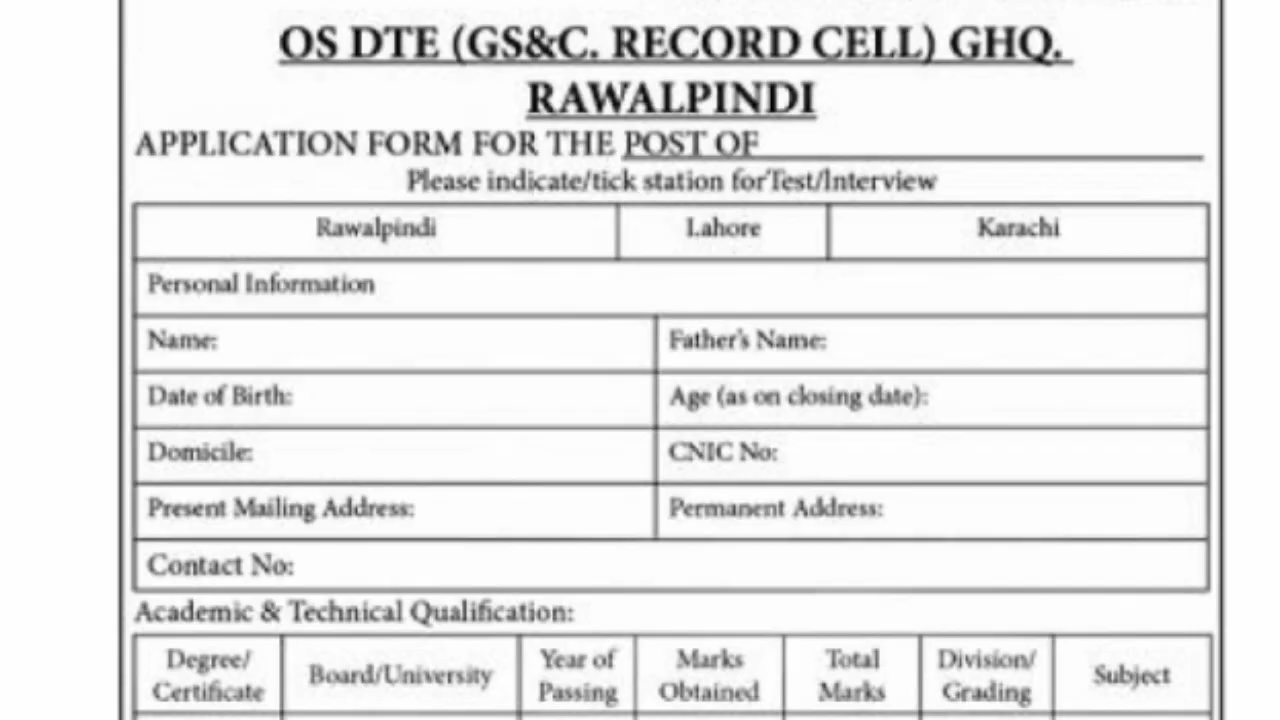 OS DTE (GS&C. RECORD CELL) GHQ.
RAWALPINDI
APPLICATION FORM FOR THE POST OF
Please indicate/tick station forTest/Interview
Rawalpindi Lahore Karachi
Personal Information
Name: Father's Name:
Date of Birth: Age (as on closing date):
Domicile: CNIC No:
Present Mailing Address: Permanent Address:
Contact No:
Academic & Technical Qualification:
Degree/ Certificate Board/University Year of Passing Marks Obtained Total Marks Division/ Grading Subject